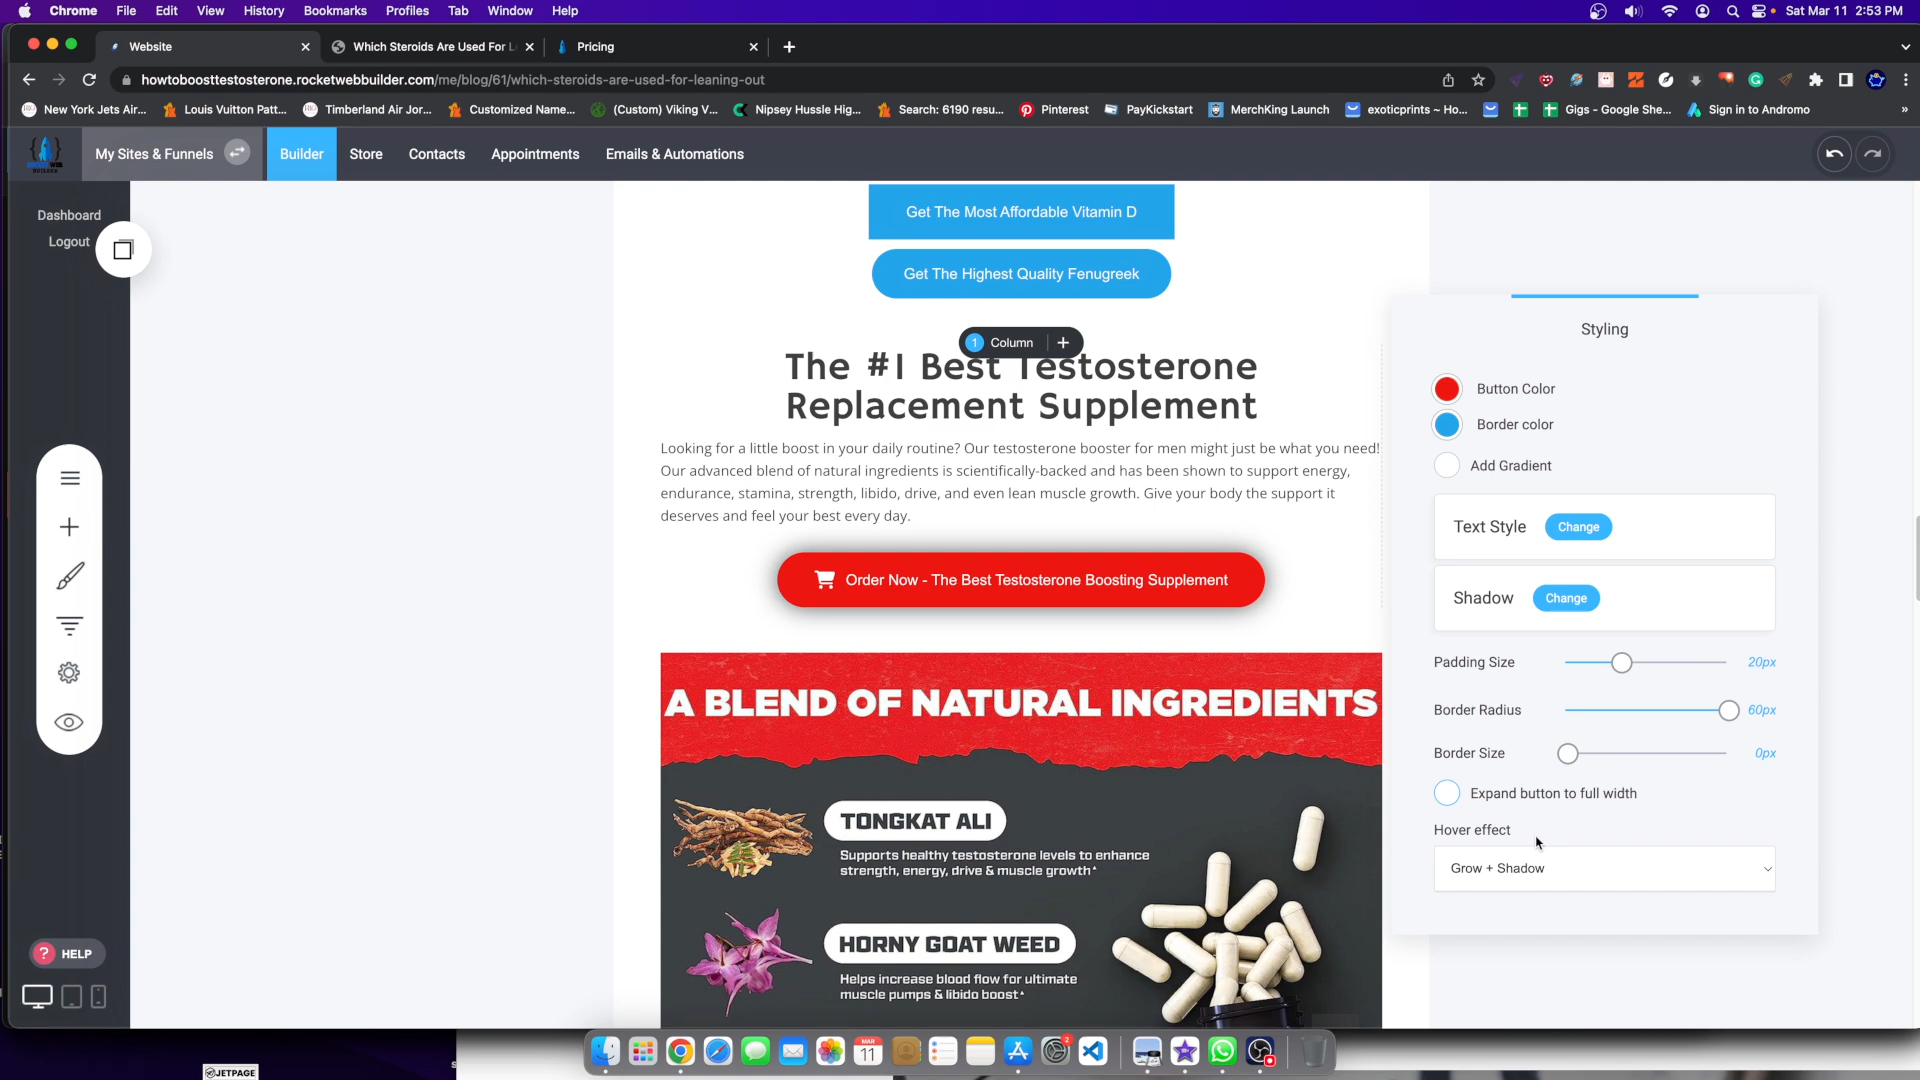 Chrome File Edit View History Bookmarks Profiles Tab Window Help Sat Mar 11 2:53 PM
Website Which Steroids Are Used For L Pricing
howtoboosttestosterone.rocketwebbuilder.com/me/blog/61/which-steroids-are-used-for-leaning-out
New York Jets Air... Louis Vuitton Patt... Timberland Air Jor... Customized Name... (Custom) Viking V... Nipsey Hussle Hig... Search: 6190 resu... Pinterest PayKickstart MerchKing Launch exoticprints ~ Ho... Gigs - Google She... Sign in to Andromo »
My Sites & Funnels Builder Store Contacts Appointments Emails & Automations
Dashboard
Logout
Get The Most Affordable Vitamin D
Get The Highest Quality Fenugreek
1 Column +
The #1 Best Testosterone
Replacement Supplement
Looking for a little boost in your daily routine? Our testosterone booster for men might just be what you need!
Our advanced blend of natural ingredients is scientifically-backed and has been shown to support energy,
endurance, stamina, strength, libido, drive, and even lean muscle growth. Give your body the support it
deserves and feel your best every day.
Order Now - The Best Testosterone Boosting Supplement
A BLEND OF NATURAL INGREDIENTS
TONGKAT ALI
Supports healthy testosterone levels to enhance
strength, energy, drive & muscle growth^
HORNY GOAT WEED
Helps increase blood flow for ultimate
muscle pumps & libido boost^
Styling
Button Color
Border color
Add Gradient
Text Style Change
Shadow Change
Padding Size 20px
Border Radius 60px
Border Size 0px
Expand button to full width
Hover effect
Grow + Shadow
? HELP
MAR
11
2
JETPAGE